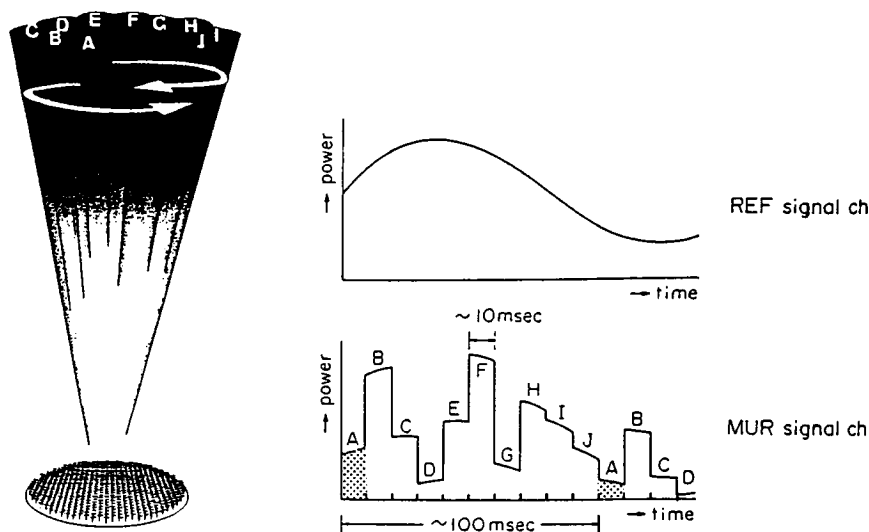 C B D E A F G H J I
power
time
REF signal ch
~10msec
power
A B C D E F G H I J A B C D
time
MUR signal ch
~100msec